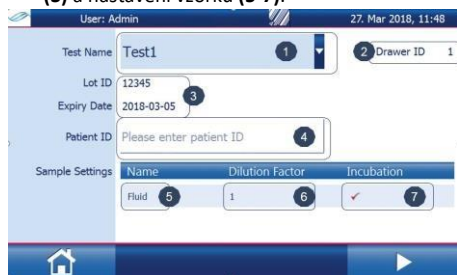 (3) a nastavení vzorku (5-7).
User: Admin 27. Mar 2018, 11:48
Test Name Test1 1 2 Drawer ID 1
Lot ID 12345
3
Expiry Date 2018-03-05
Patient ID Please enter patient ID 4
Sample Settings Name Dilution Factor Incubation
Fluid 5 1 6 7